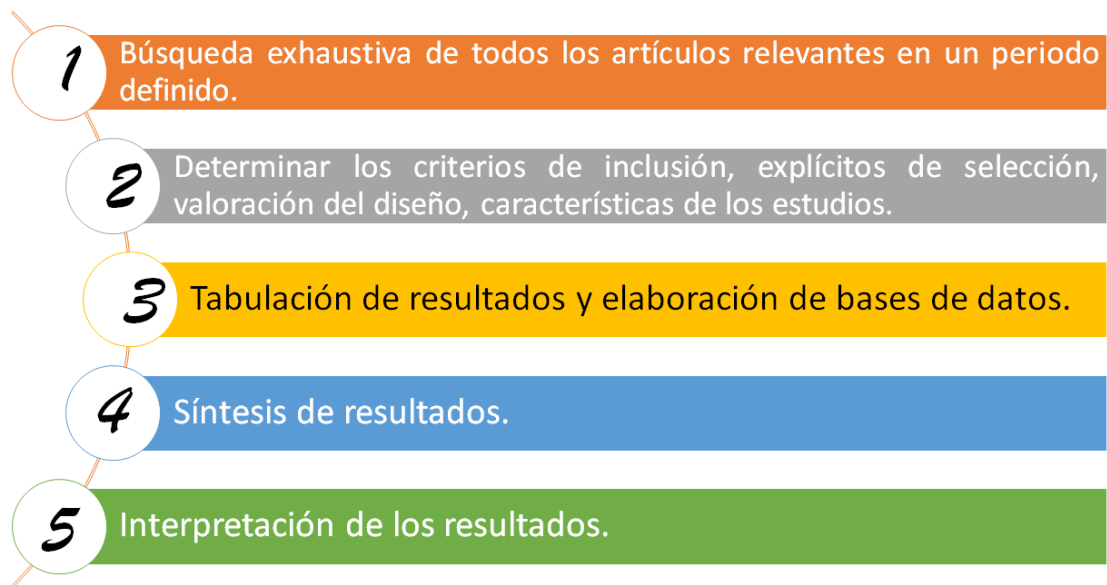 1
Búsqueda exhaustiva de todos los artículos relevantes en un periodo
definido.
2
Determinar los criterios de inclusión, explícitos de selección,
valoración del diseño, características de los estudios.
3
Tabulación de resultados y elaboración de bases de datos.
4
Síntesis de resultados.
5
Interpretación de los resultados.